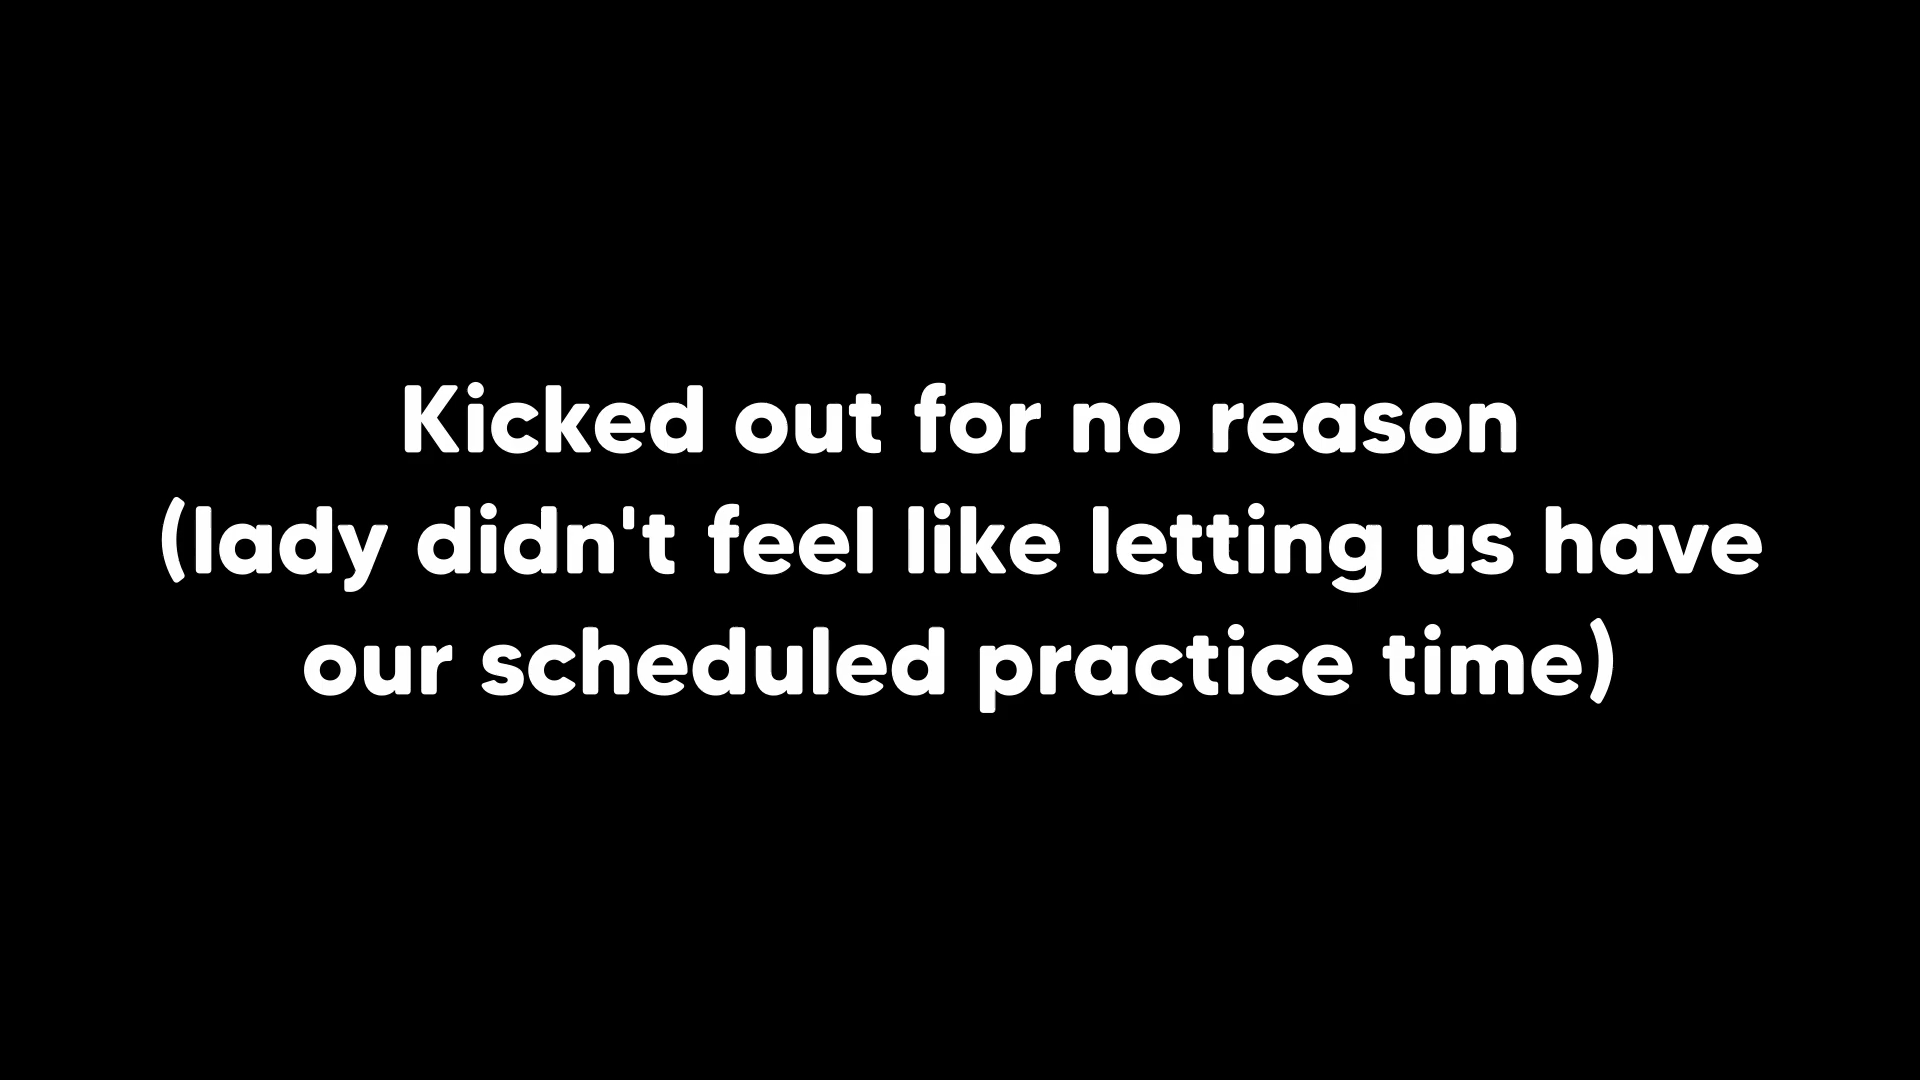 Kicked out for no reason
(lady didn't feel like letting us have
our scheduled practice time)